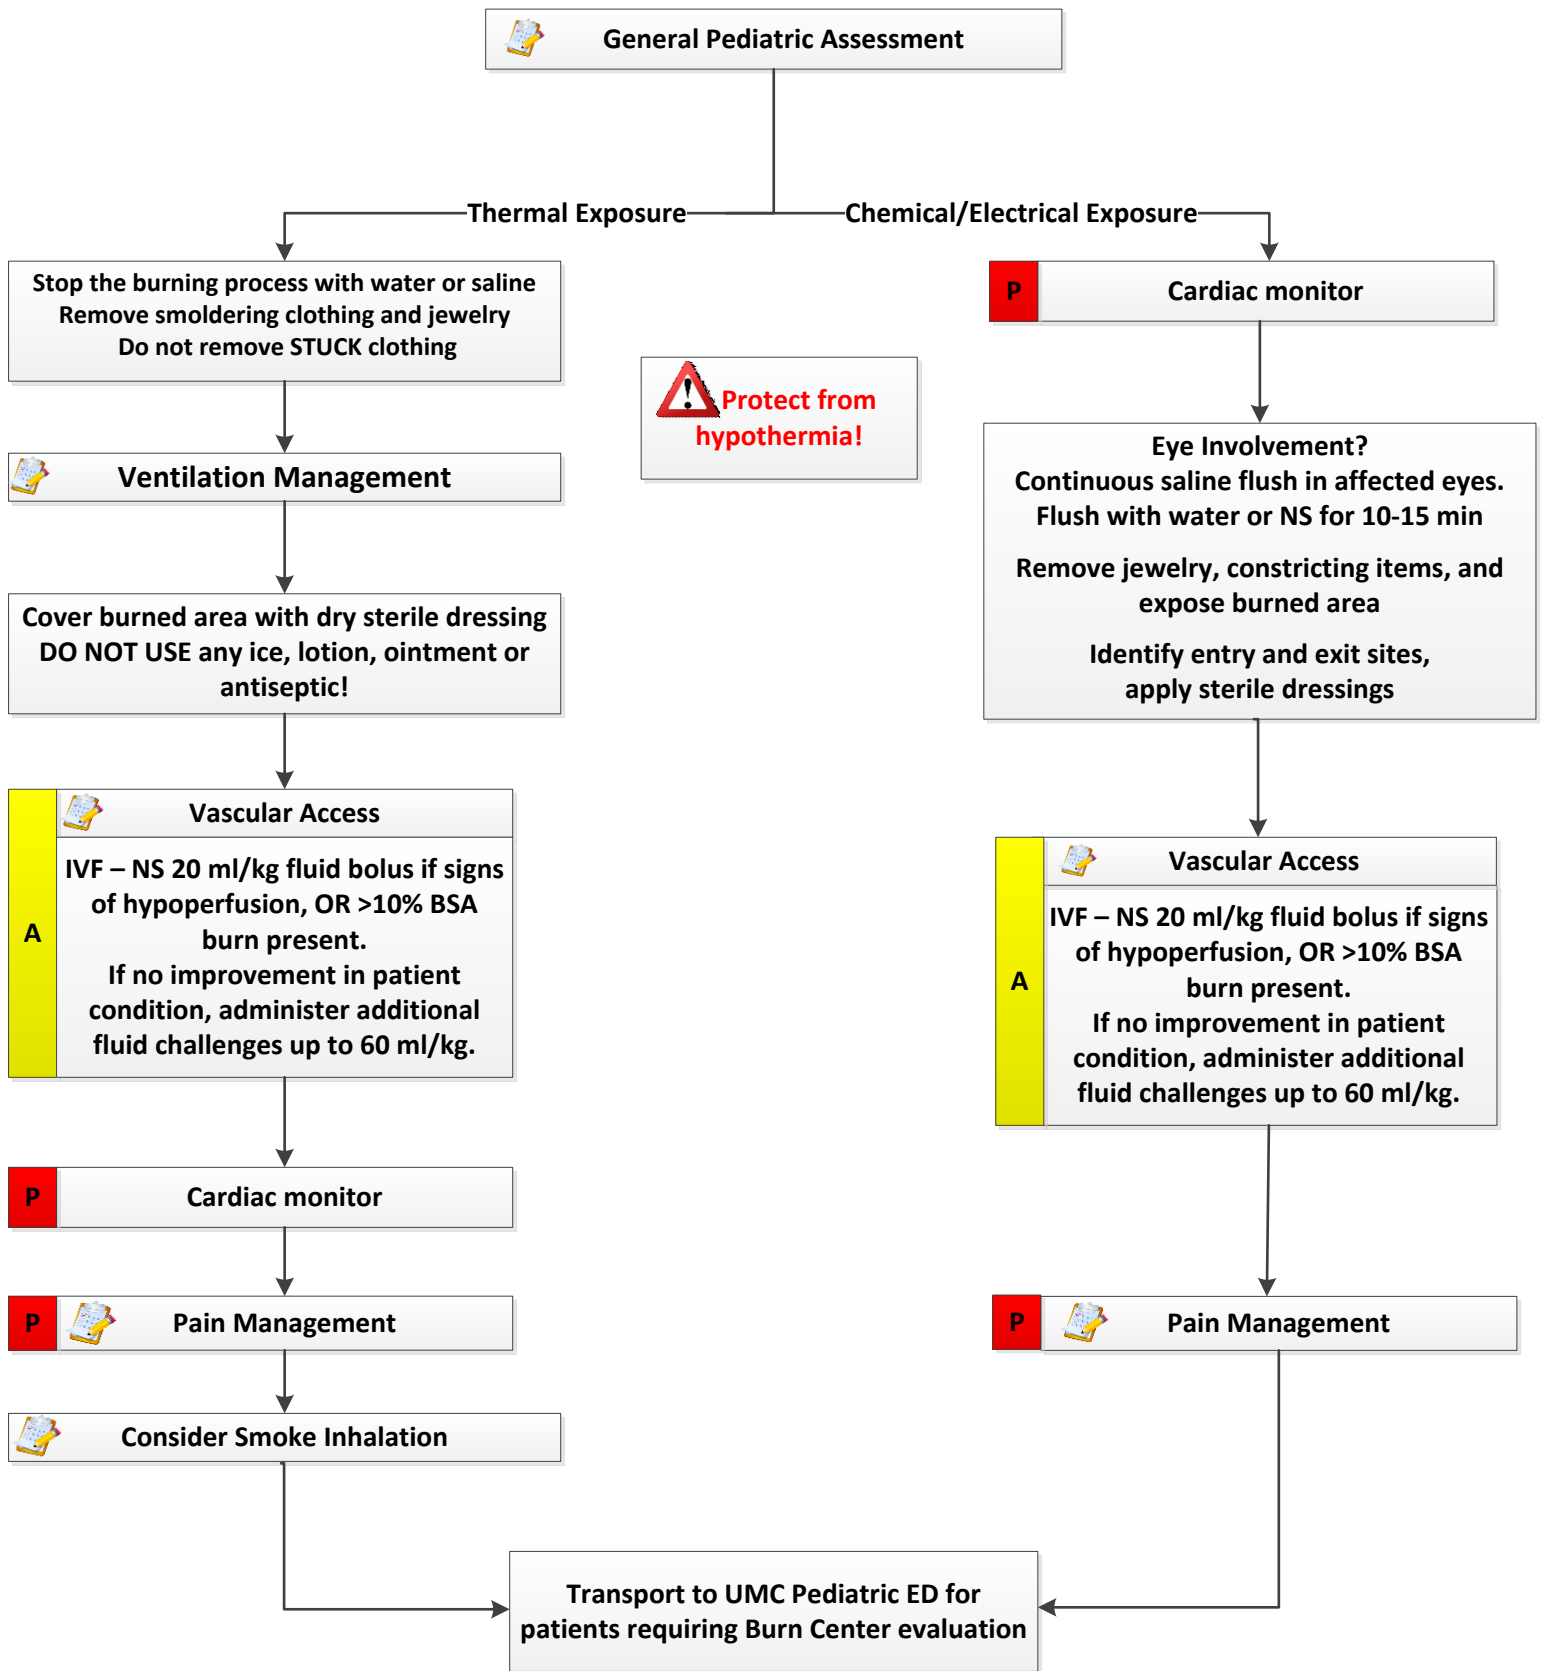 General Pediatric Assessment
Thermal Exposure
Chemical/Electrical Exposure
Stop the burning process with water or saline
Remove smoldering clothing and jewelry
Do not remove STUCK clothing
Ventilation Management
Cover burned area with dry sterile dressing
DO NOT USE any ice, lotion, ointment or
antiseptic!
A
Vascular Access
IVF – NS 20 ml/kg fluid bolus if signs
of hypoperfusion, OR >10% BSA
burn present.
If no improvement in patient
condition, administer additional
fluid challenges up to 60 ml/kg.
P
Cardiac monitor
P
Pain Management
Consider Smoke Inhalation
Protect from
hypothermia!
P
Cardiac monitor
Eye Involvement?
Continuous saline flush in affected eyes.
Flush with water or NS for 10-15 min
Remove jewelry, constricting items, and
expose burned area
Identify entry and exit sites,
apply sterile dressings
A
Vascular Access
IVF – NS 20 ml/kg fluid bolus if signs
of hypoperfusion, OR >10% BSA
burn present.
If no improvement in patient
condition, administer additional
fluid challenges up to 60 ml/kg.
P
Pain Management
Transport to UMC Pediatric ED for
patients requiring Burn Center evaluation